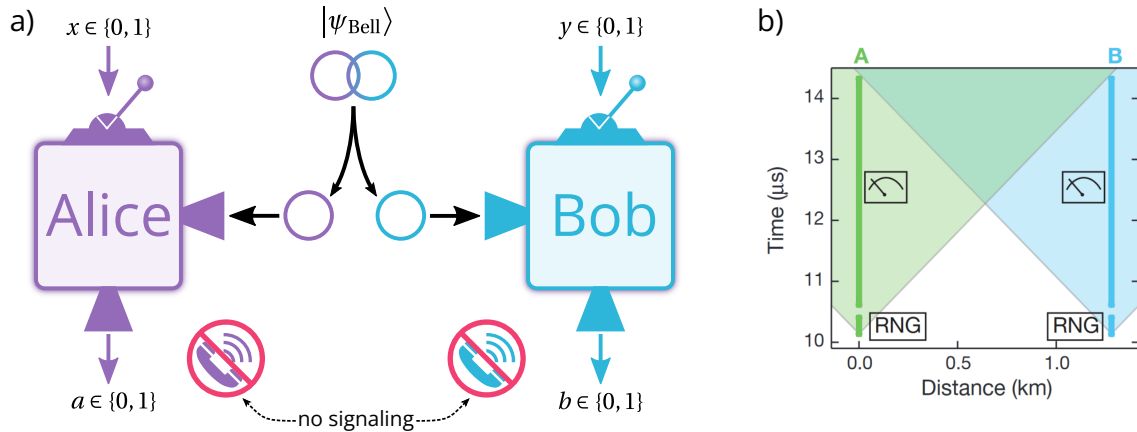 a)
x ∈ {0, 1}
|ψBell⟩
y ∈ {0, 1}
Alice
Bob
a ∈ {0, 1}
no signaling
b ∈ {0, 1}
b)
A
B
14
13
12
11
10
Time (μs)
RNG
RNG
0.0
0.5
1.0
Distance (km)